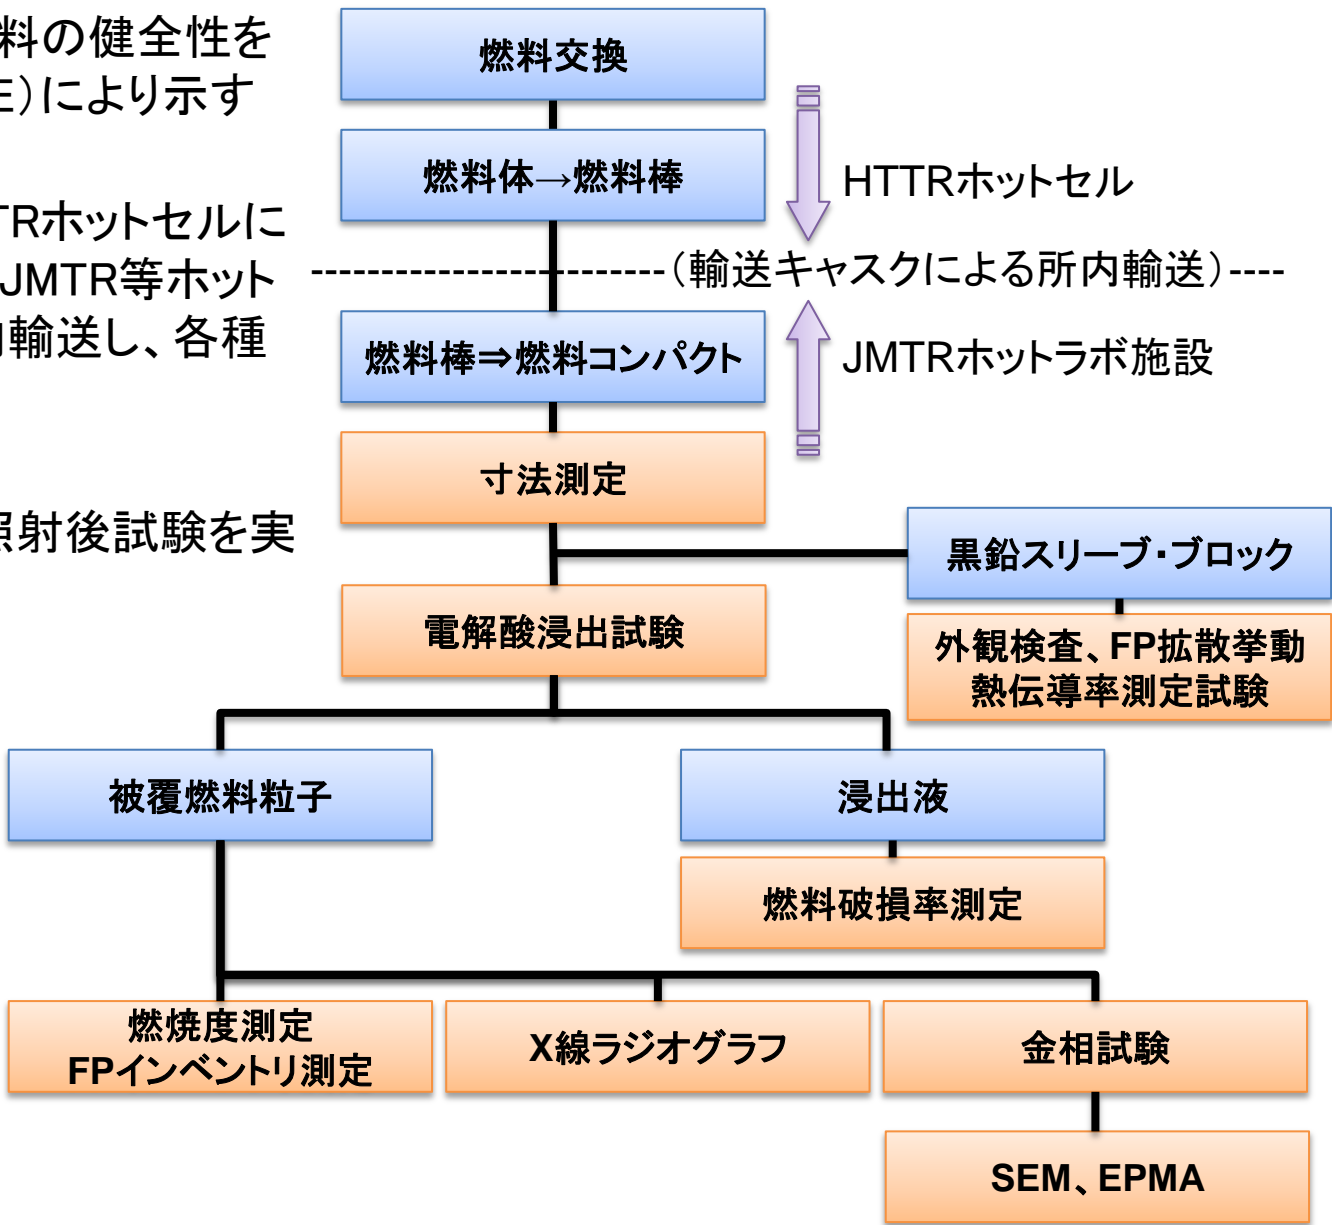 料の健全性を
E）により示す
TRホットセルに
JMTR等ホット
輸送し、各種
照射後試験を実
燃料交換
燃料体→燃料棒
HTTRホットセル
（輸送キャスクによる所内輸送）
燃料棒⇒燃料コンパクト
JMTRホットラボ施設
寸法測定
黒鉛スリーブ・ブロック
外観検査、FP拡散挙動
熱伝導率測定試験
電解酸浸出試験
被覆燃料粒子
浸出液
燃料破損率測定
燃焼度測定
FPインベントリ測定
X線ラジオグラフ
金相試験
SEM、EPMA